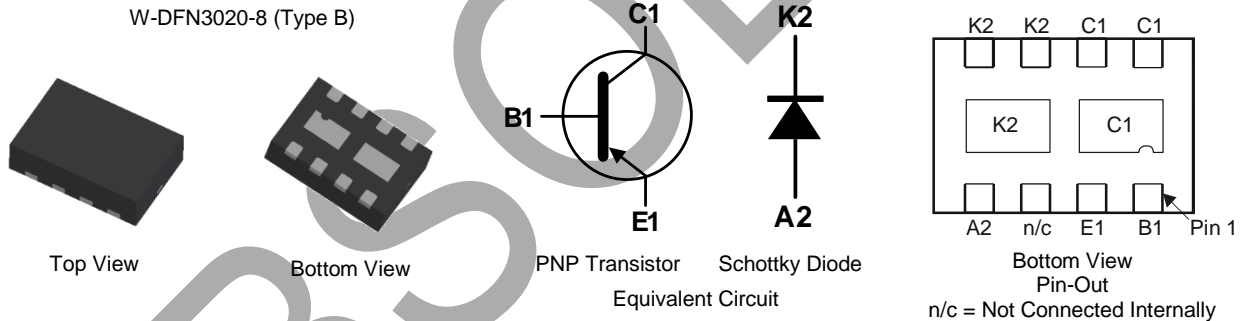 W-DFN3020-8 (Type B)
Top View
Bottom View
C1
B1
E1
PNP Transistor
K2
A2
Schottky Diode
Equivalent Circuit
K2 K2 C1 C1
K2 C1
A2 n/c E1 B1 Pin 1
Bottom View
Pin-Out
n/c = Not Connected Internally